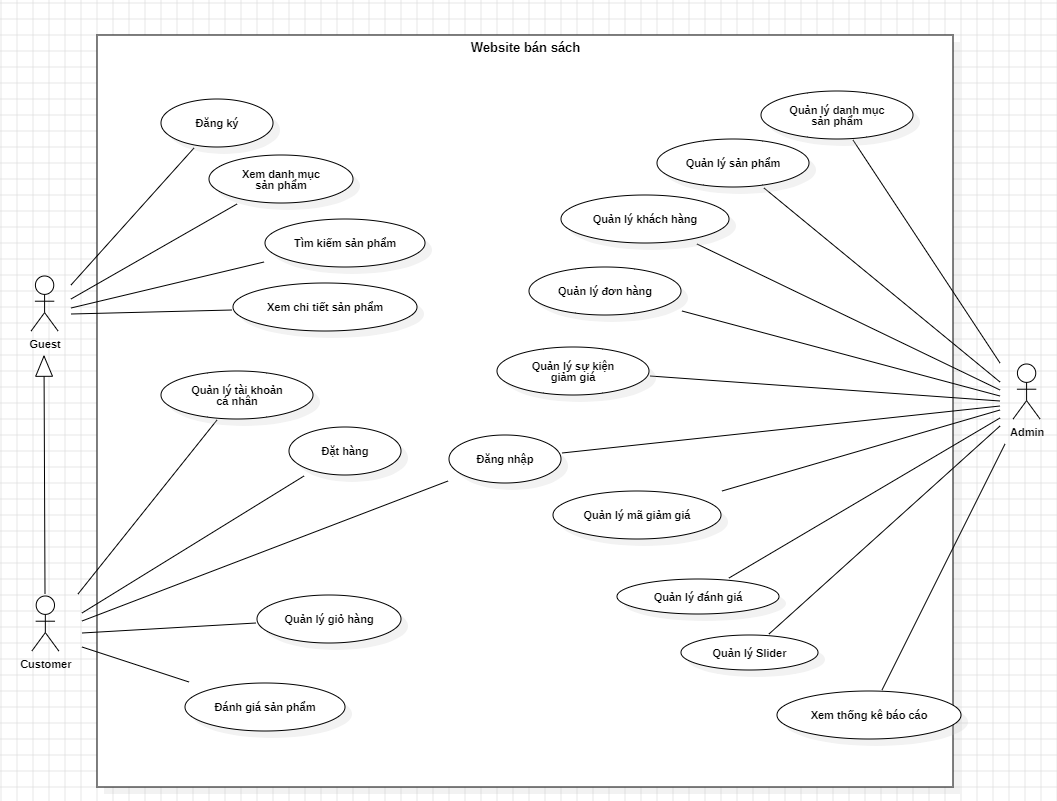 Website bán sách
Đăng ký
Xem danh mục
sản phẩm
Tìm kiếm sản phẩm
Xem chi tiết sản phẩm
Guest
Quản lý tài khoản
cá nhân
Đặt hàng
Đăng nhập
Quản lý giỏ hàng
Customer
Đánh giá sản phẩm
Quản lý danh mục
sản phẩm
Quản lý sản phẩm
Quản lý khách hàng
Quản lý đơn hàng
Quản lý sự kiện
giảm giá
Admin
Quản lý mã giảm giá
Quản lý đánh giá
Quản lý Slider
Xem thống kê báo cáo